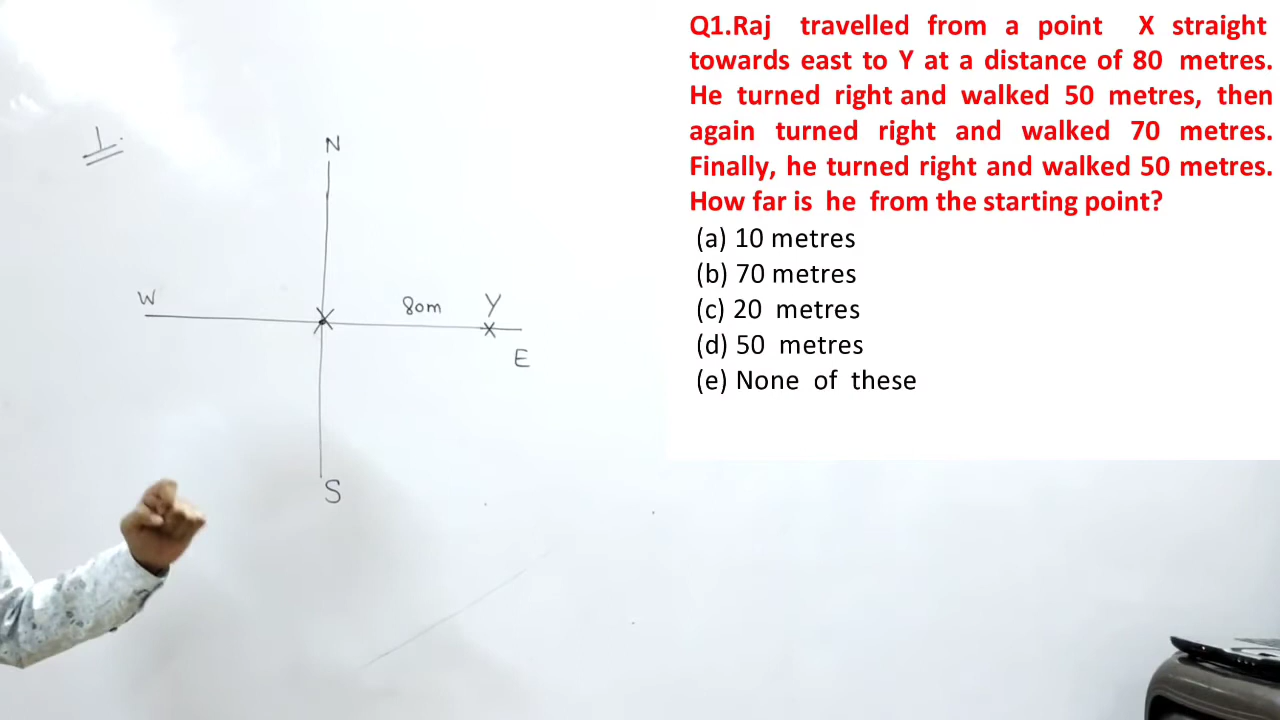 Q1.Raj travelled from a point X straight
towards east to Y at a distance of 80 metres.
He turned right and walked 50 metres, then
again turned right and walked 70 metres.
Finally, he turned right and walked 50 metres.
How far is he from the starting point?
(a) 10 metres
(b) 70 metres
(c) 20 metres
(d) 50 metres
(e) None of these
1.
N
W
80m
Y
X
E
S